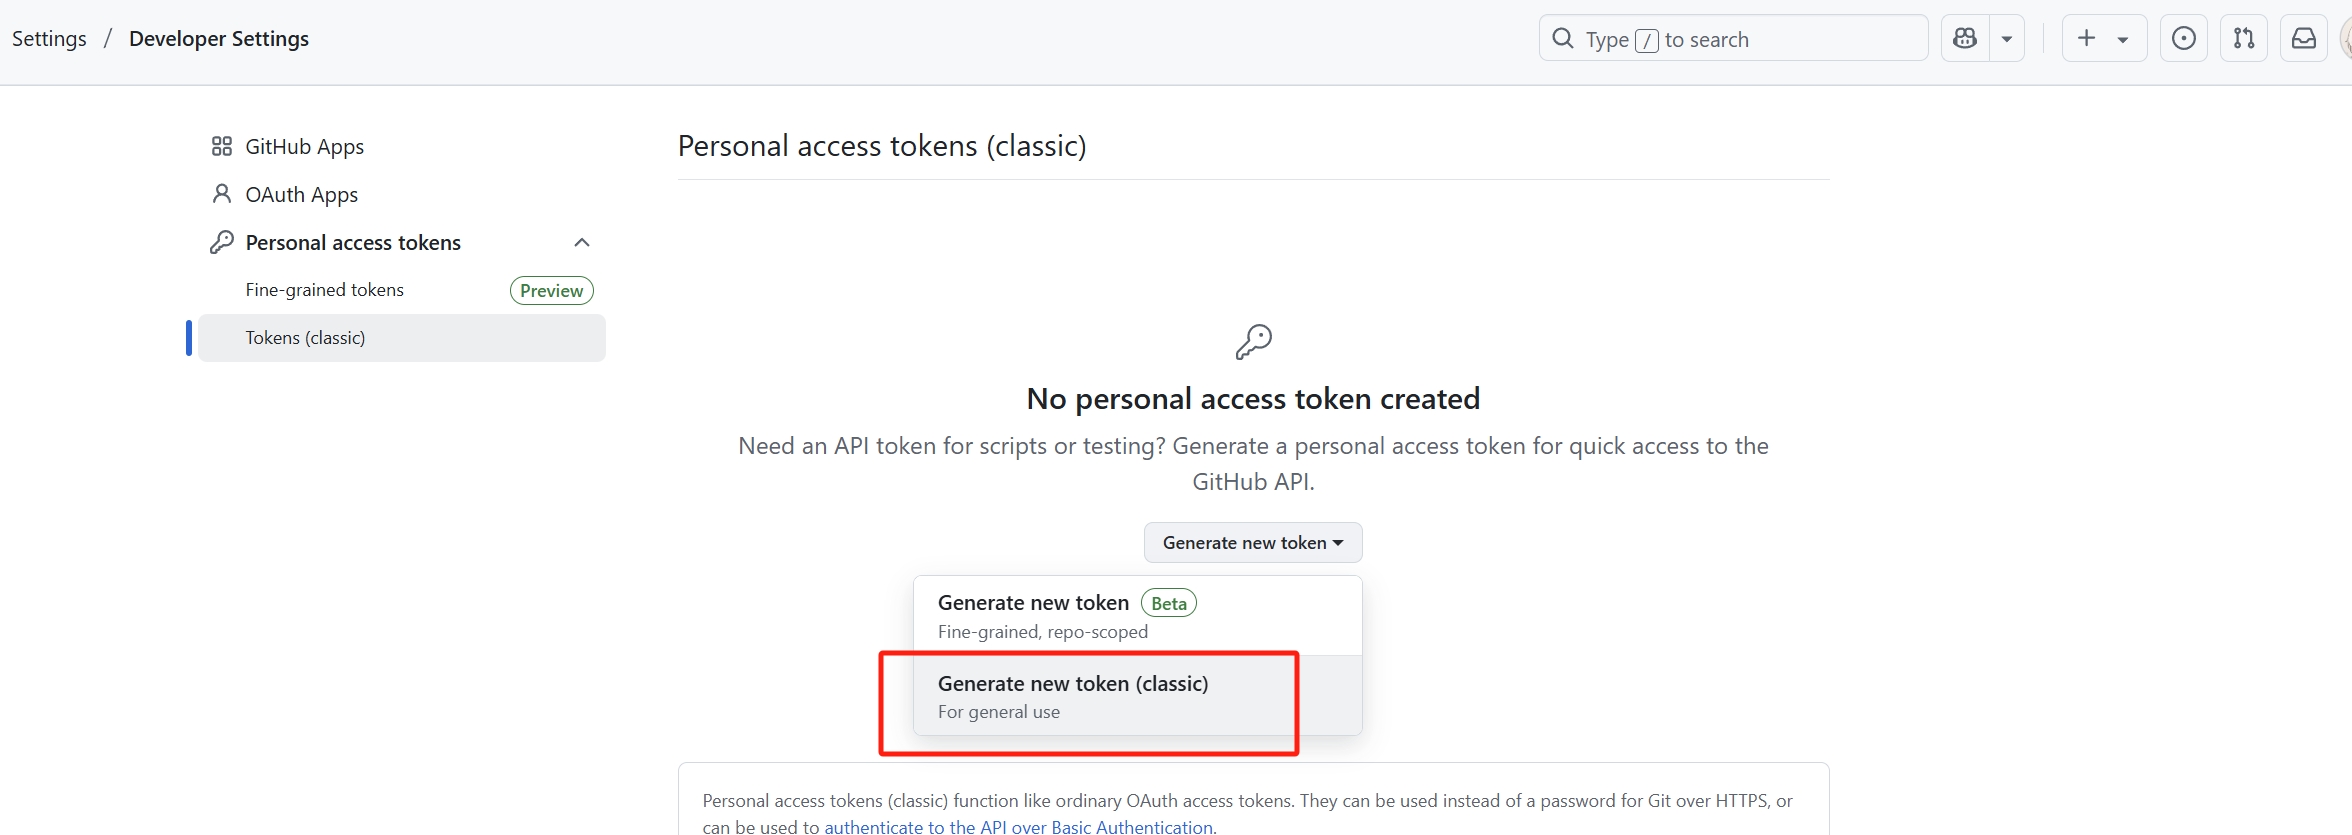 Settings / Developer Settings
Type / to search
GitHub Apps
OAuth Apps
Personal access tokens
Fine-grained tokens Preview
Tokens (classic)
Personal access tokens (classic)
No personal access token created
Need an API token for scripts or testing? Generate a personal access token for quick access to the
GitHub API.
Generate new token
Generate new token Beta
Fine-grained, repo-scoped
Generate new token (classic)
For general use
Personal access tokens (classic) function like ordinary OAuth access tokens. They can be used instead of a password for Git over HTTPS, or
can be used to authenticate to the API over Basic Authentication.